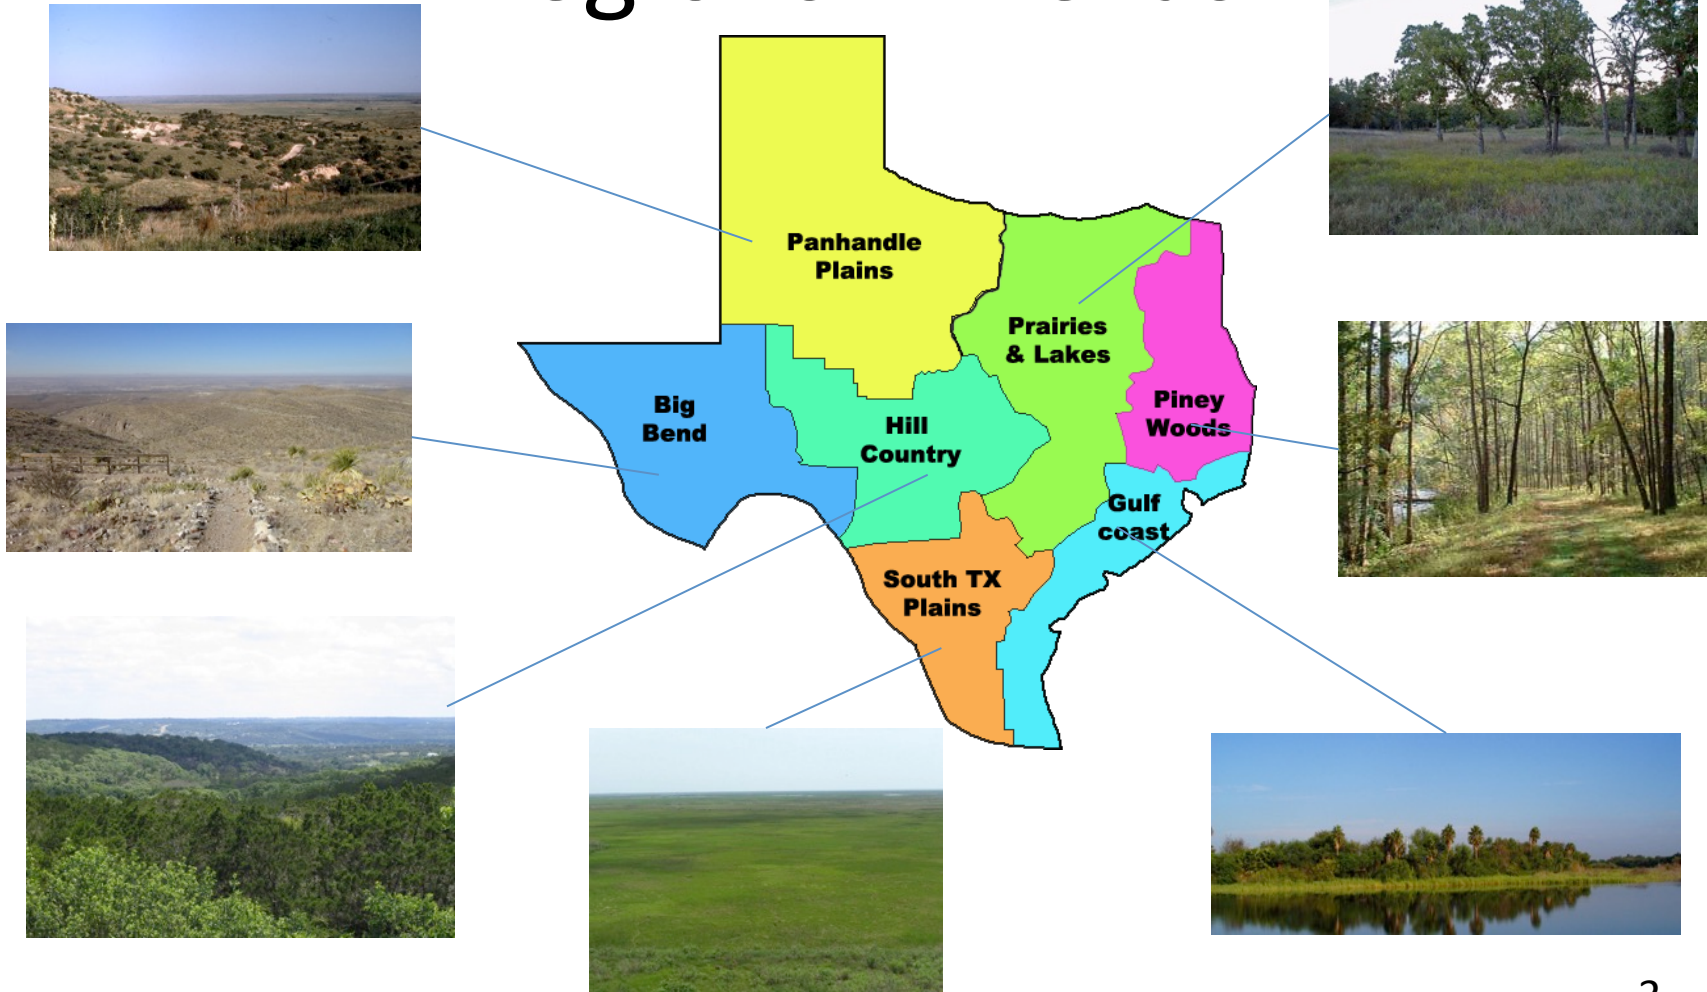 Panhandle
Plains
Prairies
& Lakes
Big
Bend
Piney
Woods
Hill
Country
Gulf
coast
South TX
Plains